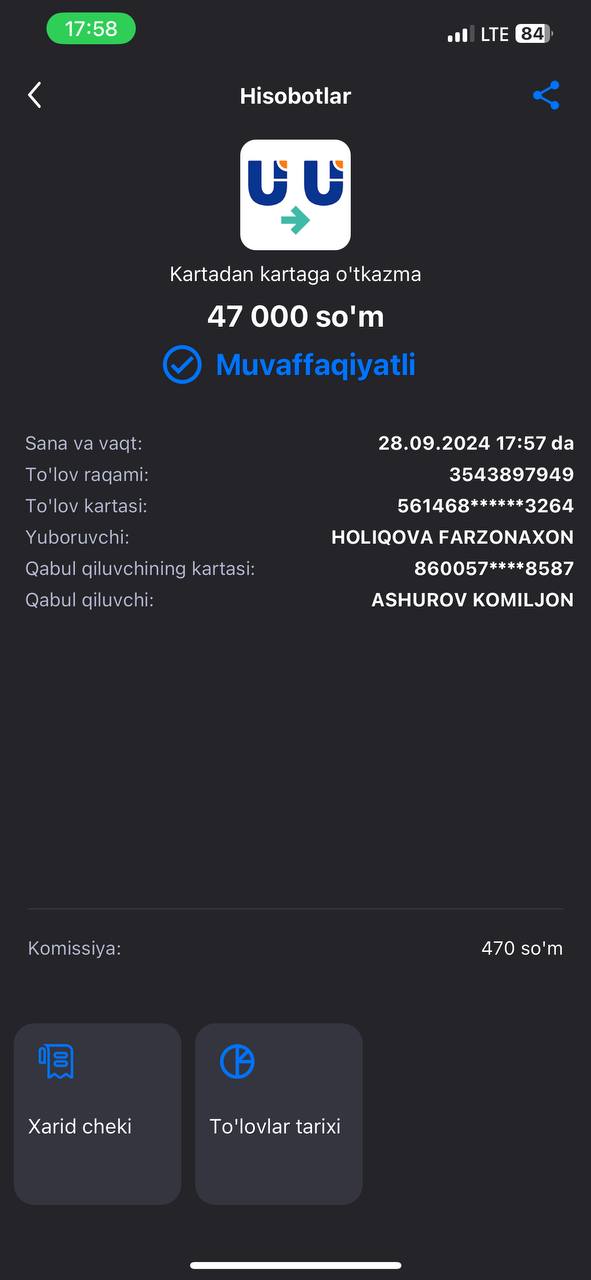 17:58 LTE 84
Hisobotlar
Kartadan kartaga o'tkazma
47 000 so'm
Muvaffaqiyatli
Sana va vaqt: 28.09.2024 17:57 da
To'lov raqami: 3543897949
To'lov kartasi: 561468******3264
Yuboruvchi: HOLIQOVA FARZONAXON
Qabul qiluvchining kartasi: 860057****8587
Qabul qiluvchi: ASHUROV KOMILJON
Komissiya: 470 so'm
Xarid cheki To'lovlar tarixi